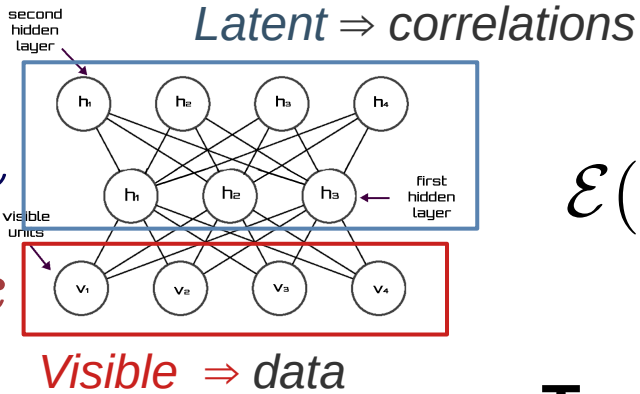 second
hidden
layer
Latent ⇒ correlations
h₁ h₂ h₃ h₄
h₁ h₂ h₃
first
hidden
layer
ℰ(
visible
units
v₁ v₂ v₃ v₄
Visible ⇒ data